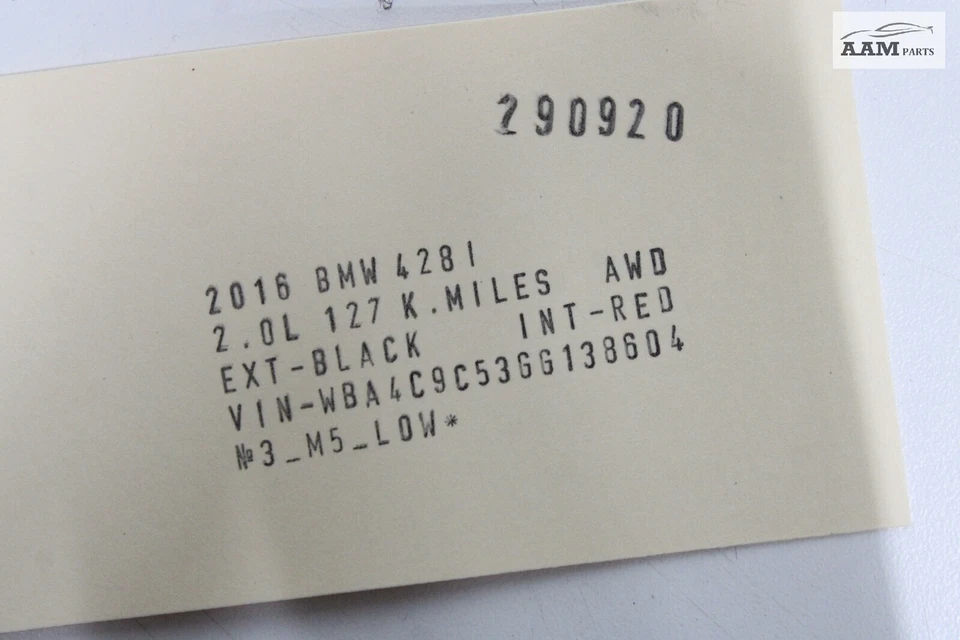 AAM PARTS
290920
2016 BMW 428I
2.0L 127 K.MILES AWD
EXT-BLACK INT-RED
VIN-WBA4C9C53GG138604
№3_M5_LOW*